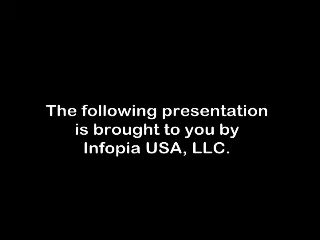 The following presentation
is brought to you by
Infopia USA, LLC.